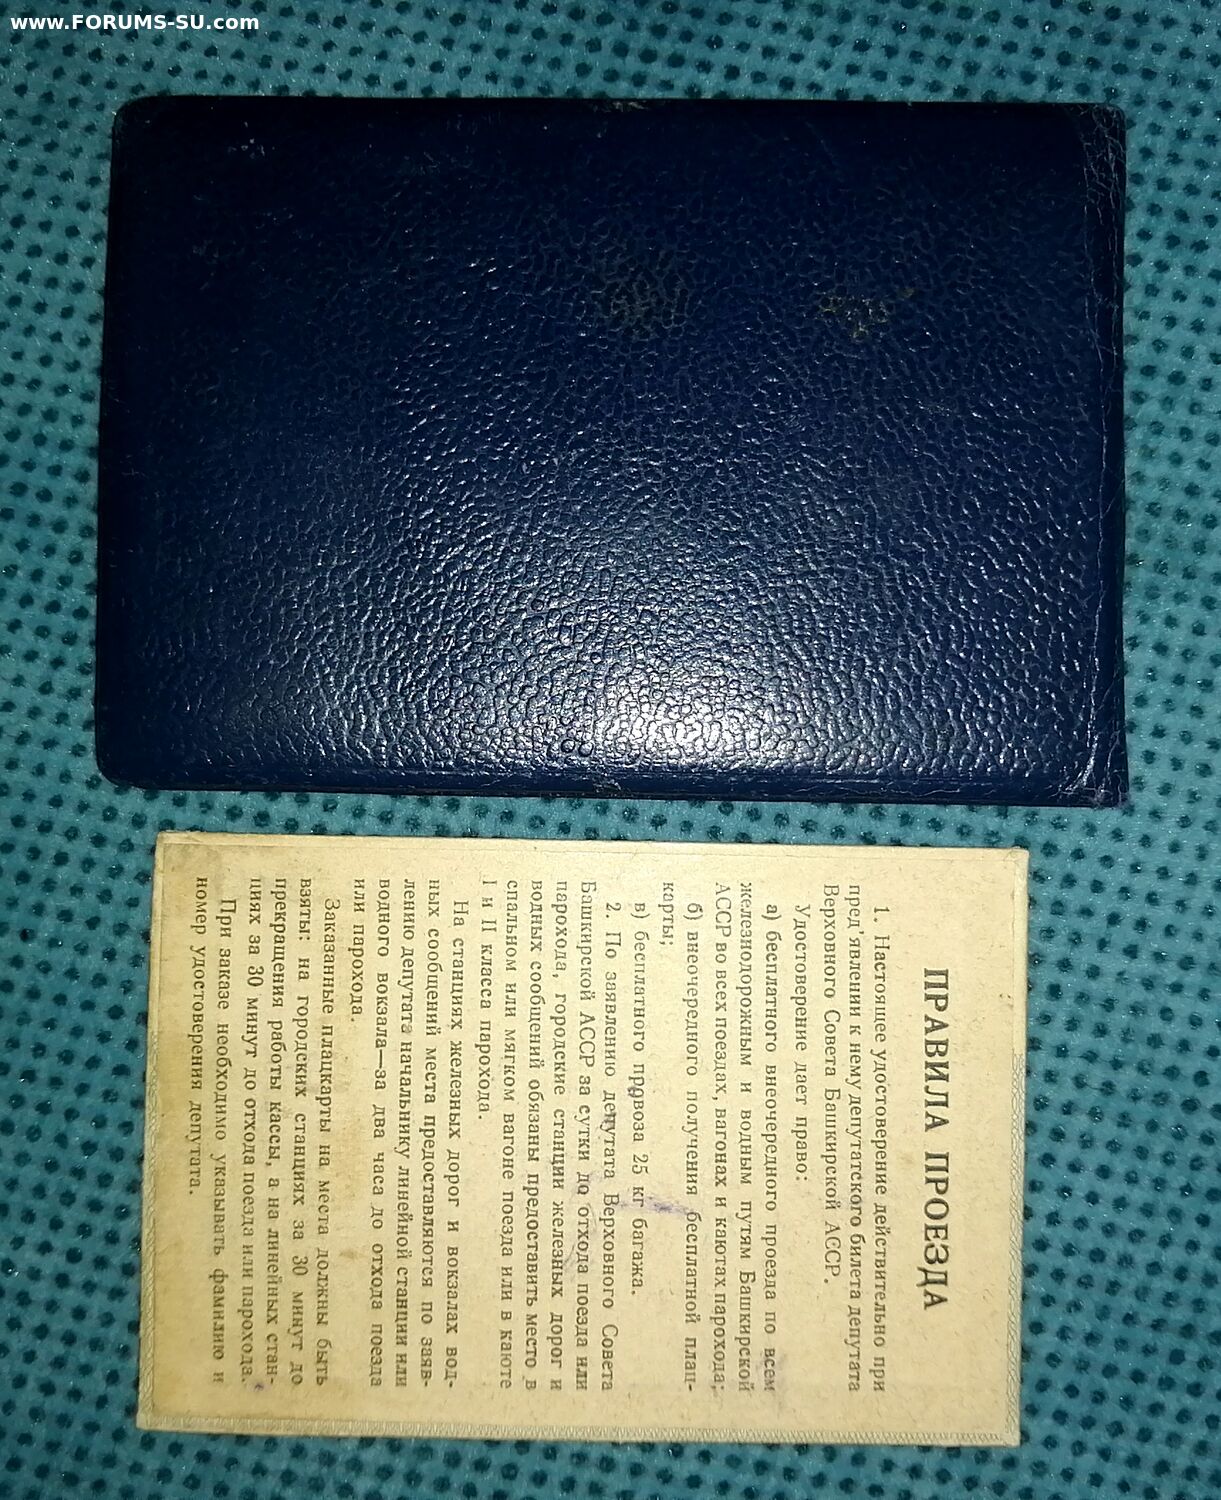 www.FORUMS-SU.com
ПРАВИЛА ПРОЕЗДА
1. Настоящее удостоверение действительно при
пред'явлении к нему депутатского билета депутата
Верховного Совета Башкирской АССР.
Удостоверение дает право:
а) бесплатного внеочередного проезда по всем
железнодорожным и водным путям Башкирской
АССР во всех поездах, вагонах и каютах парохода;
б) внеочередного получения бесплатной плац-
карты;
в) бесплатного провоза 25 кг багажа.
2. По заявлению депутата Верховного Совета
Башкирской АССР за сутки до отхода поезда или
парохода, городские станции железных дорог и
водных сообщений обязаны предоставить место в
спальном или мягком вагоне поезда или в каюте
I и II класса парохода.
На станциях железных дорог и вокзалах вод-
ных сообщений места предоставляются по заяв-
лению депутата начальнику линейной станции или
водного вокзала—за два часа до отхода поезда
или парохода.
Заказанные плацкарты на места должны быть
взяты: на городских станциях за 30 минут до
прекращения работы кассы, а на линейных стан-
циях за 30 минут до отхода поезда или парохода.
При заказе необходимо указывать фамилию и
номер удостоверения депутата.